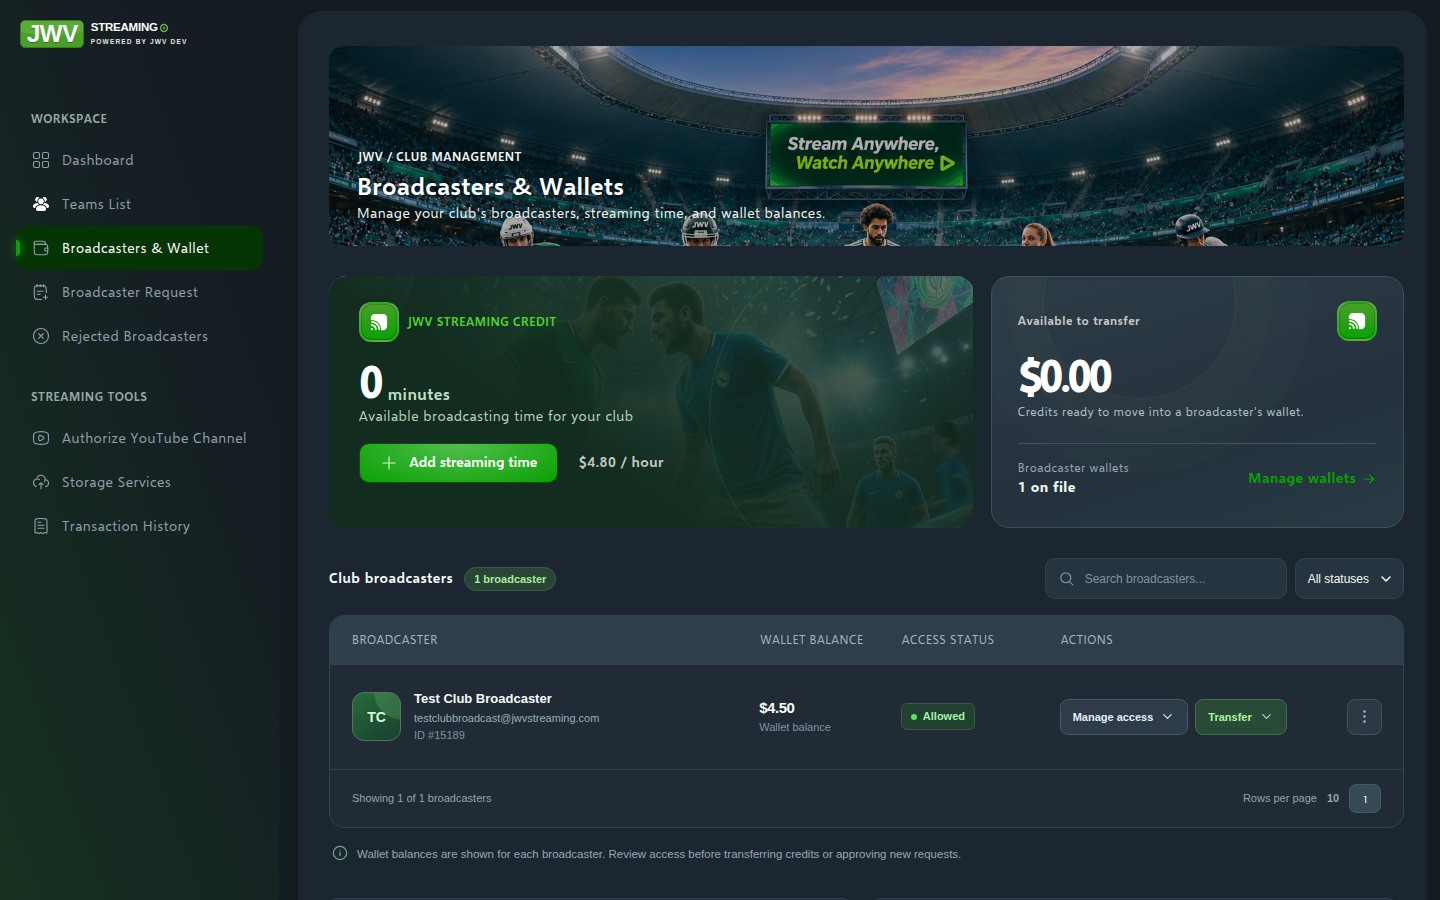 JWV STREAMING
POWERED BY JWV DEV
WORKSPACE
Dashboard
Teams List
Broadcasters & Wallet
Broadcaster Request
Rejected Broadcasters
STREAMING TOOLS
Authorize YouTube Channel
Storage Services
Transaction History
Stream Anywhere,
Watch Anywhere
JWV / CLUB MANAGEMENT
Broadcasters & Wallets
Manage your club's broadcasters, streaming time, and wallet balances.
JWV
JWV
JWV
JWV STREAMING CREDIT
0 minutes
Available broadcasting time for your club
Add streaming time
$4.80 / hour
Available to transfer
$0.00
Credits ready to move into a broadcaster's wallet.
Broadcaster wallets
1 on file
Manage wallets →
Club broadcasters
1 broadcaster
Search broadcasters...
All statuses
BROADCASTER WALLET BALANCE ACCESS STATUS ACTIONS
TC
Test Club Broadcaster
testclubbroadcast@jwvstreaming.com
ID #15189
$4.50
Wallet balance
Allowed
Manage access
Transfer
Showing 1 of 1 broadcasters
Rows per page 10 1
Wallet balances are shown for each broadcaster. Review access before transferring credits or approving new requests.